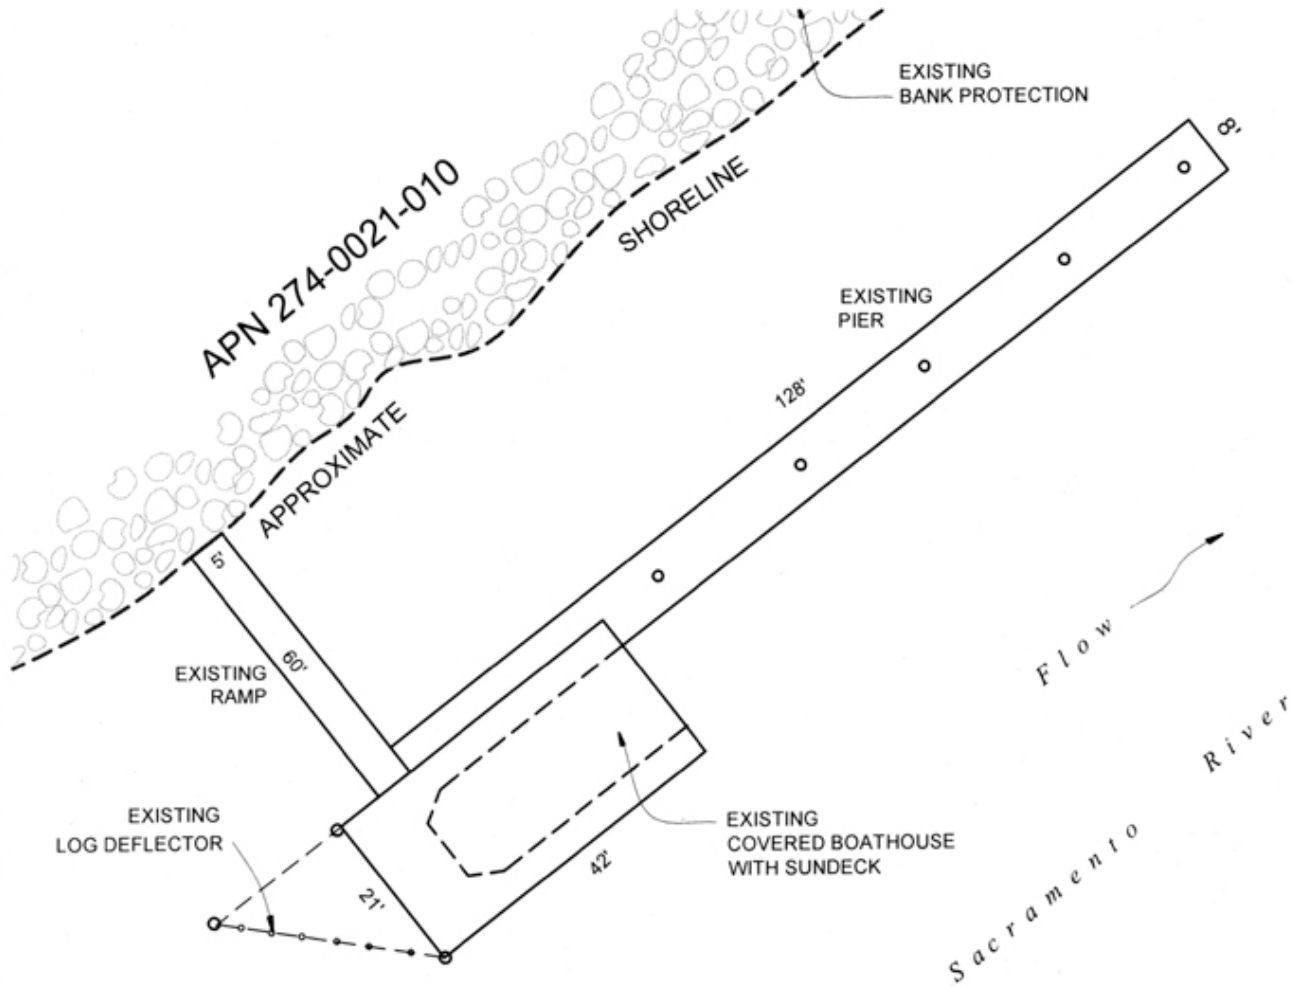 EXISTING
BANK PROTECTION
8'
APN 274-0021-010
SHORELINE
EXISTING
PIER
128'
APPROXIMATE
5'
60'
EXISTING
RAMP
Flow
River
EXISTING
LOG DEFLECTOR
EXISTING
COVERED BOATHOUSE
WITH SUNDECK
42'
21'
Sacramento